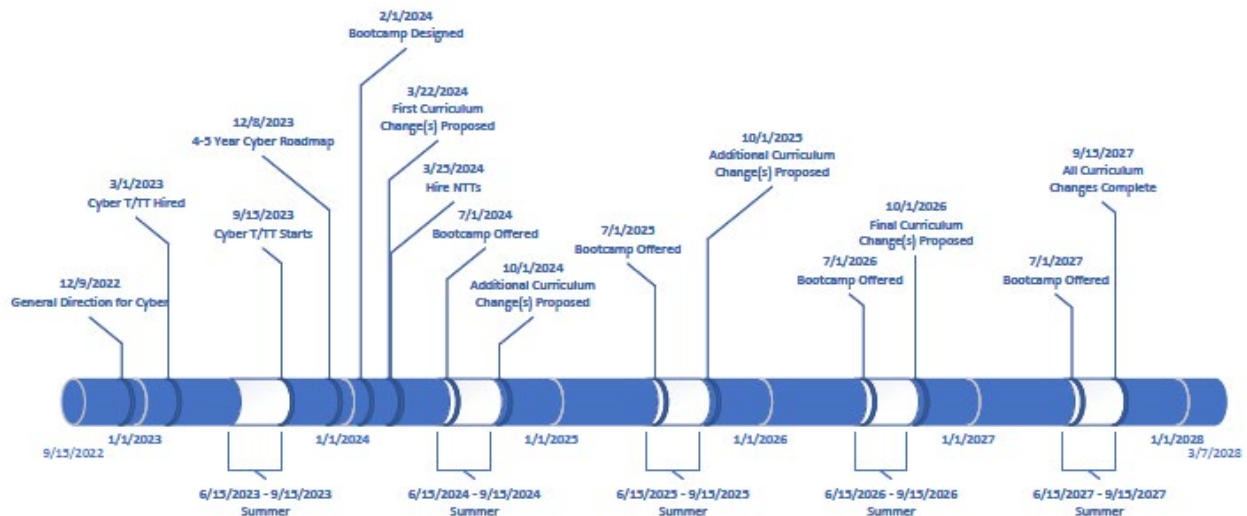 2/1/2024
Bootcamp Designed
3/22/2024
First Curriculum
Change(s) Proposed
12/8/2023
4-5 Year Cyber Roadmap
10/1/2025
Additional Curriculum
Change(s) Proposed
9/15/2027
All Curriculum
Changes Complete
3/25/2024
Hire NTTs
3/1/2023
Cyber T/TT Hired
9/15/2023
Cyber T/TT Starts
7/1/2024
Bootcamp Offered
7/1/2025
Bootcamp Offered
10/1/2026
Final Curriculum
Change(s) Proposed
12/9/2022
General Direction for Cyber
10/1/2024
Additional Curriculum
Change(s) Proposed
7/1/2026
Bootcamp Offered
7/1/2027
Bootcamp Offered
1/1/2023
1/1/2024
1/1/2025
1/1/2026
1/1/2027
1/1/2028
9/15/2022
3/7/2028
6/15/2023 - 9/15/2023
Summer
6/15/2024 - 9/15/2024
Summer
6/15/2025 - 9/15/2025
Summer
6/15/2026 - 9/15/2026
Summer
6/15/2027 - 9/15/2027
Summer